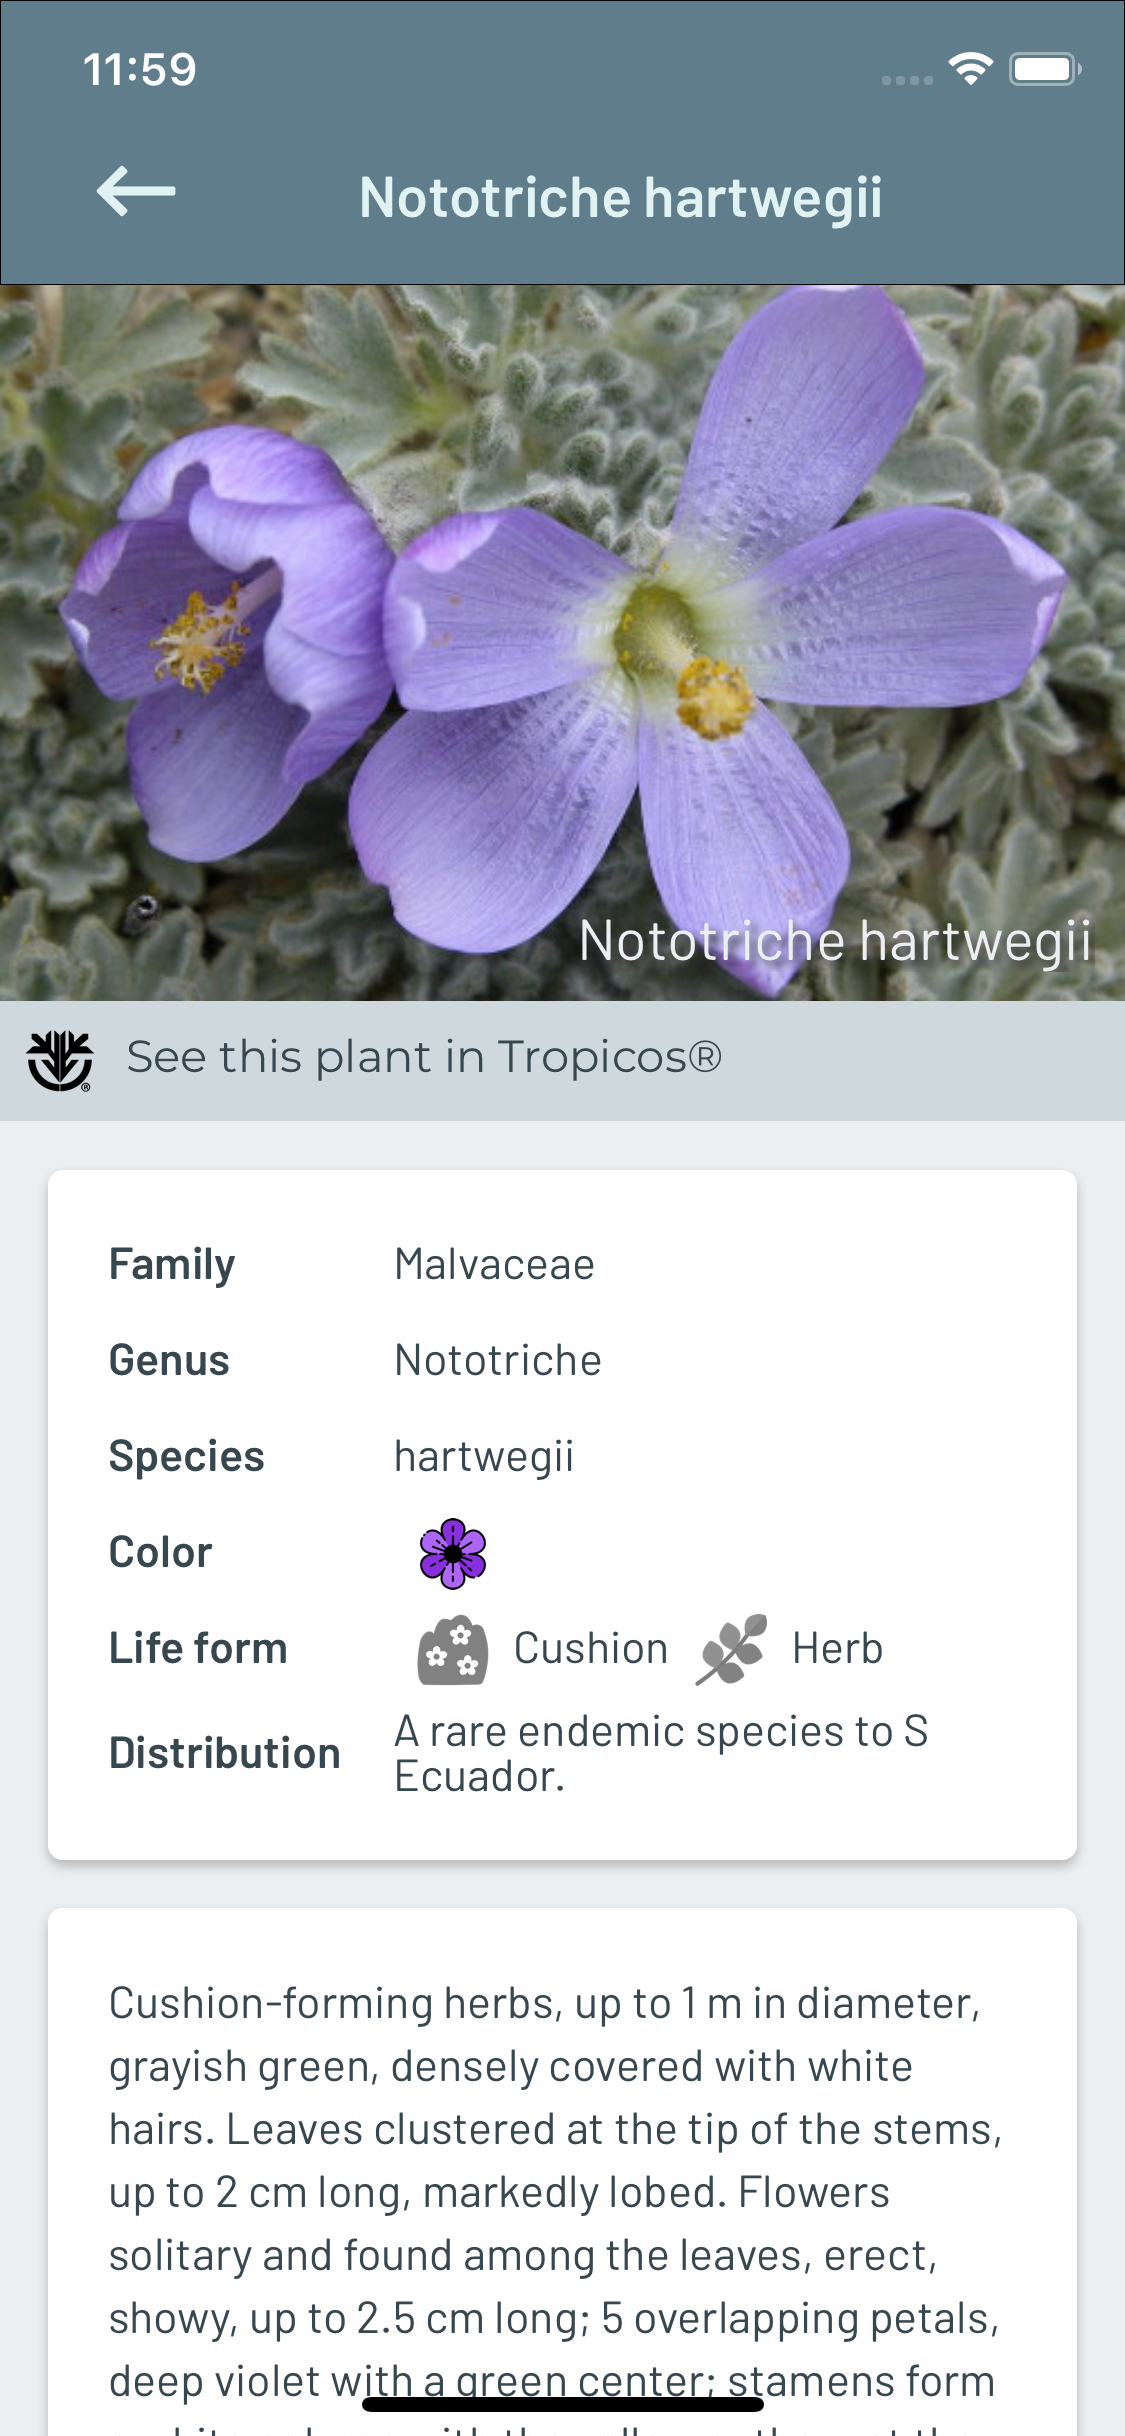 11:59
Nototriche hartwegii
Nototriche hartwegii
See this plant in Tropicos®
Family Malvaceae
Genus Nototriche
Species hartwegii
Color
Life form Cushion Herb
Distribution A rare endemic species to S
Ecuador.
Cushion-forming herbs, up to 1 m in diameter,
grayish green, densely covered with white
hairs. Leaves clustered at the tip of the stems,
up to 2 cm long, markedly lobed. Flowers
solitary and found among the leaves, erect,
showy, up to 2.5 cm long; 5 overlapping petals,
deep violet with a green center; stamens form